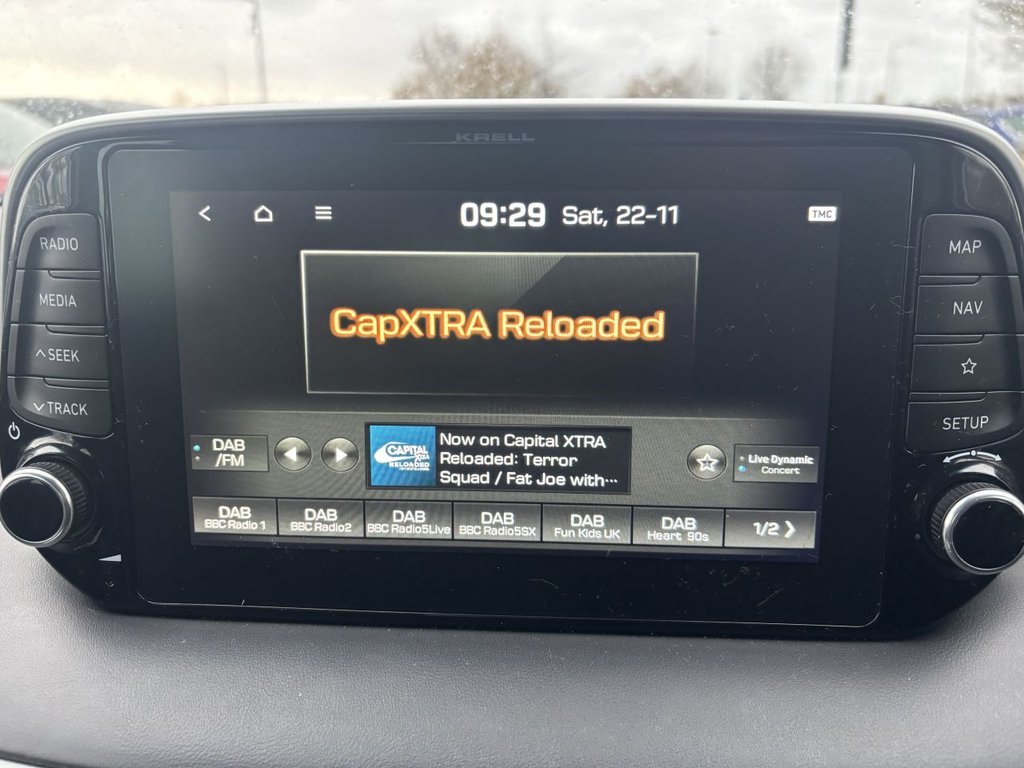 KRELL
09:29 Sat, 22-11
TMC
RADIO
MEDIA
SEEK
TRACK
MAP
NAV
SETUP
CapXTRA Reloaded
DAB
/FM
CAPITAL
XTRA
RELOADED
Now on Capital XTRA
Reloaded: Terror
Squad / Fat Joe with···
Live Dynamic
Concert
DAB
BBC Radio 1
DAB
BBC Radio2
DAB
BBC Radio5Live
DAB
BBC Radio5SX
DAB
Fun Kids UK
DAB
Heart 90s
1/2